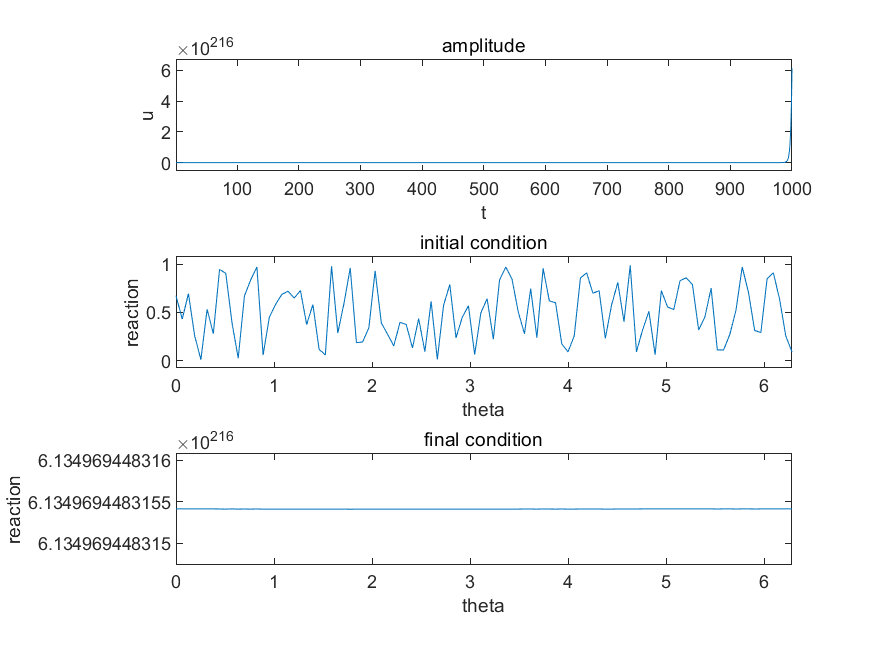 ×10^216
amplitude
6
4
2
0
u
100 200 300 400 500 600 700 800 900 1000
t
initial condition
1
0.5
0
reaction
0 1 2 3 4 5 6
theta
×10^216
final condition
6.134969448316
6.1349694483155
6.134969448315
reaction
0 1 2 3 4 5 6
theta